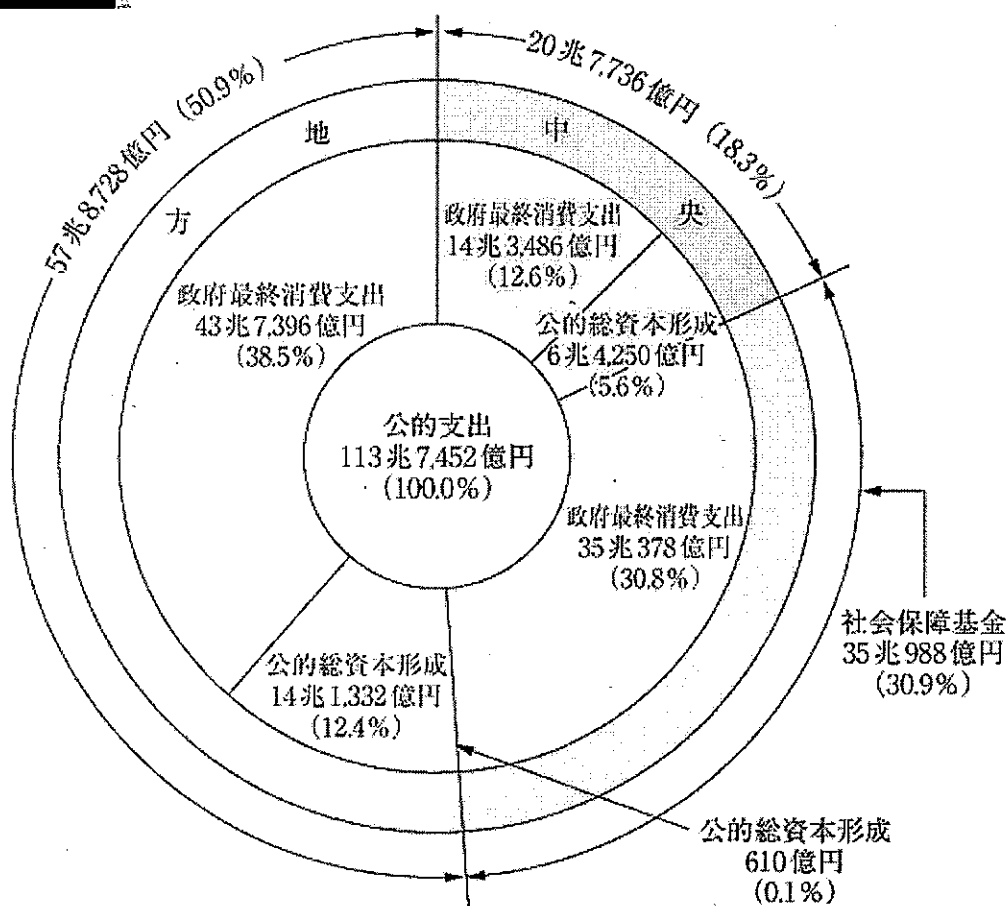 20兆7,736億円（18.3%）
57兆8,728億円（50.9%）
地方
中央
政府最終消費支出
14兆3,486億円
（12.6%）
公的総資本形成
6兆4,250億円
（5.6%）
政府最終消費支出
43兆7,396億円
（38.5%）
公的支出
113兆7,452億円
（100.0%）
政府最終消費支出
35兆378億円
（30.8%）
社会保障基金
35兆988億円
（30.9%）
公的総資本形成
14兆1,332億円
（12.4%）
公的総資本形成
610億円
（0.1%）